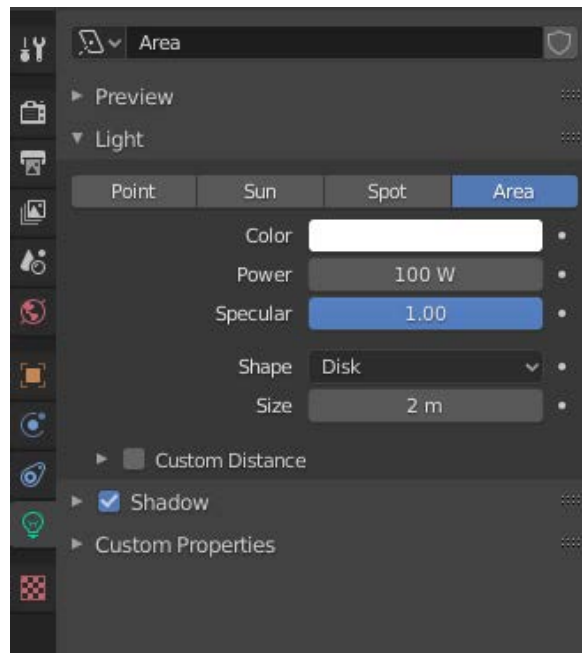 Area
Preview
Light
Point Sun Spot Area
Color
Power 100 W
Specular 1.00
Shape Disk
Size 2 m
Custom Distance
Shadow
Custom Properties